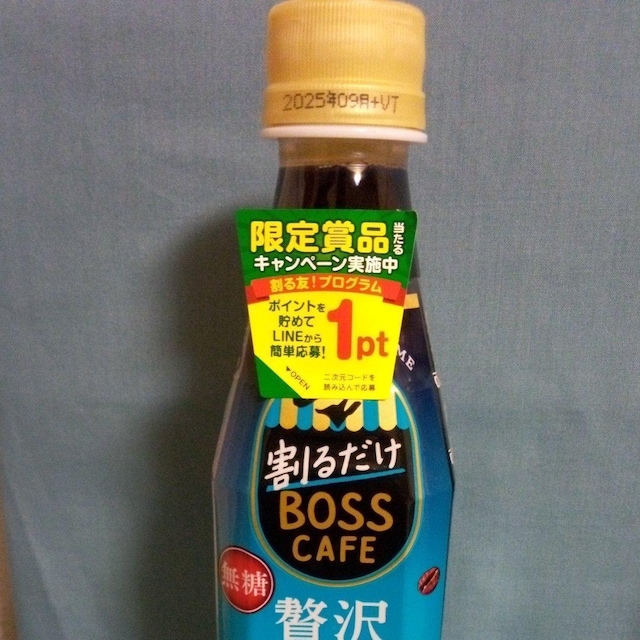 2025年09月+VT
限定賞品当たる
キャンペーン実施中
割る友!プログラム
ポイントを
貯めて
LINEから
簡単応募!
1pt
OPEN
二次元コードを
読み込んで応募
割るだけ
BOSS
CAFE
無糖
贅沢